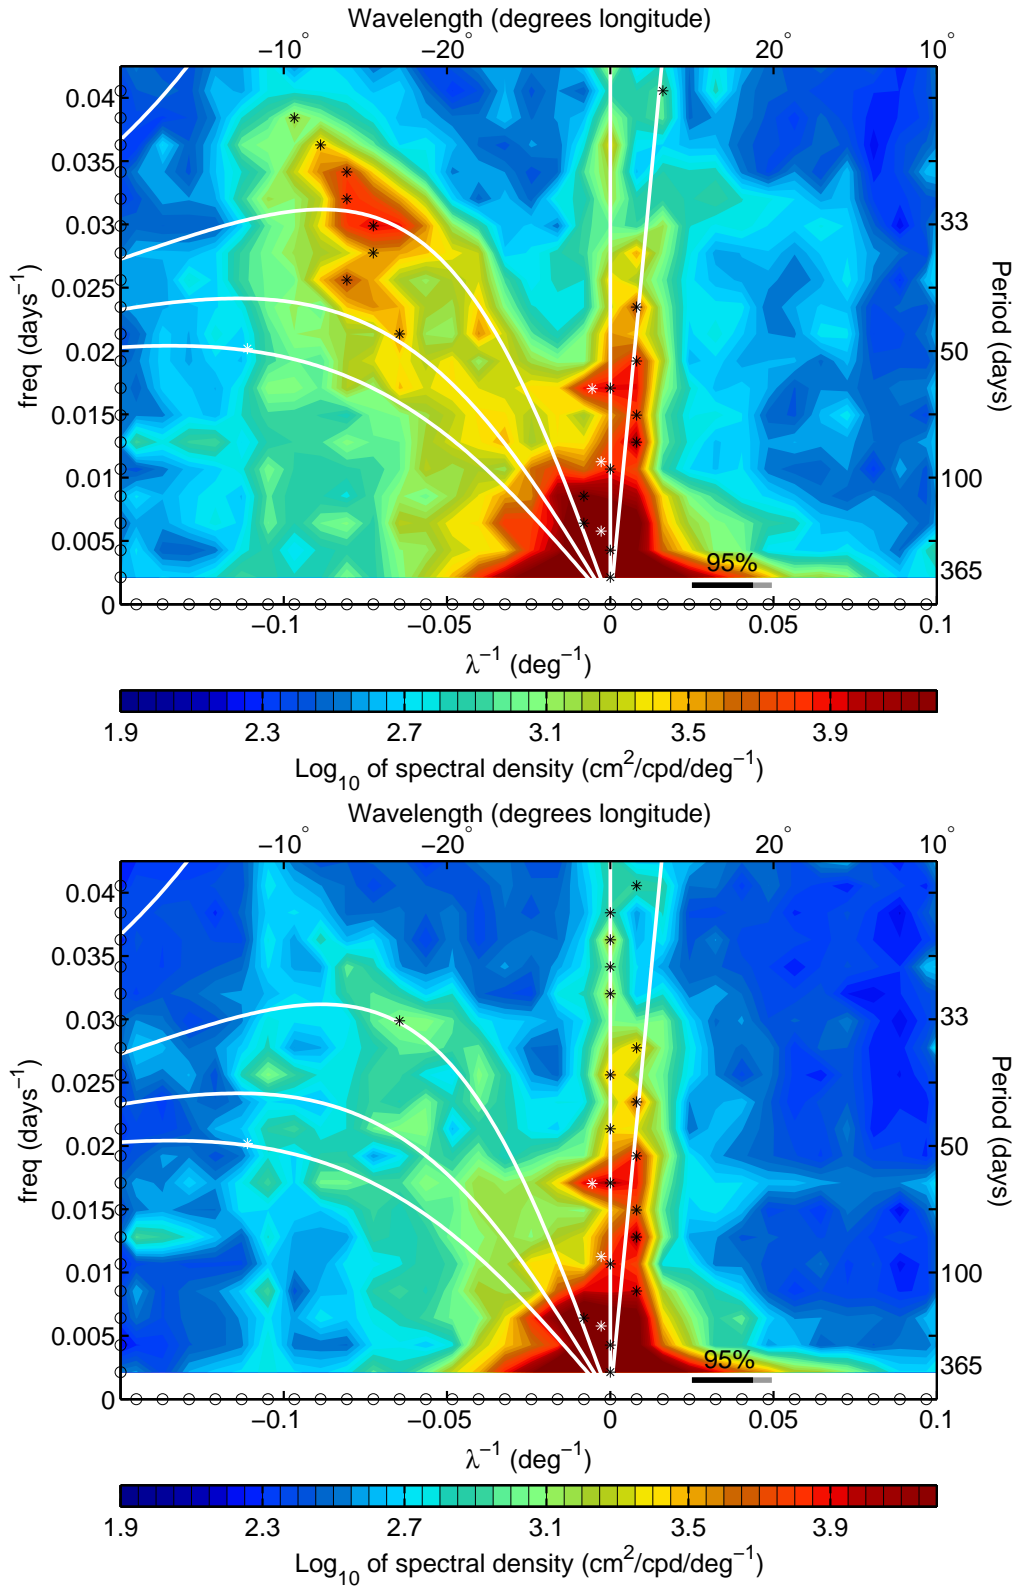 Wavelength (degrees longitude)
−10° −20° 20° 10°
0.04
0.035
0.03
0.025
0.02
0.015
0.01
0.005
0
freq (days⁻¹)
33
50
100
365
Period (days)
95%
−0.1 −0.05 0 0.05 0.1
λ⁻¹ (deg⁻¹)
1.9 2.3 2.7 3.1 3.5 3.9
Log₁₀ of spectral density (cm²/cpd/deg⁻¹)
Wavelength (degrees longitude)
−10° −20° 20° 10°
0.04
0.035
0.03
0.025
0.02
0.015
0.01
0.005
0
freq (days⁻¹)
33
50
100
365
Period (days)
95%
−0.1 −0.05 0 0.05 0.1
λ⁻¹ (deg⁻¹)
1.9 2.3 2.7 3.1 3.5 3.9
Log₁₀ of spectral density (cm²/cpd/deg⁻¹)